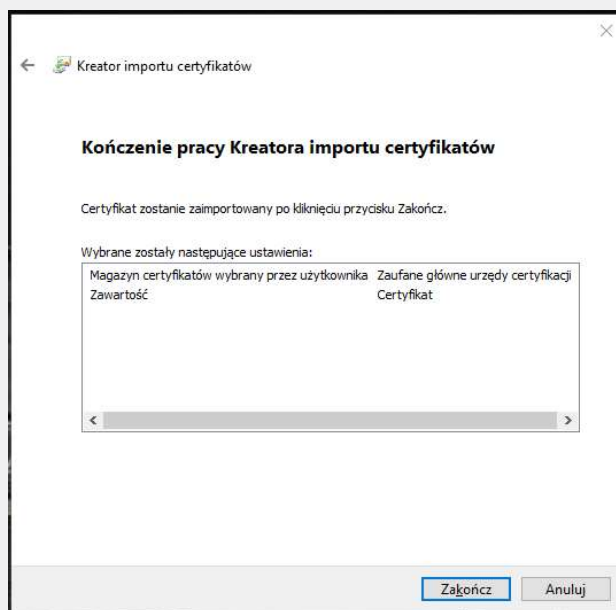 Kreator importu certyfikatów
Kończenie pracy Kreatora importu certyfikatów
Certyfikat zostanie zaimportowany po kliknięciu przycisku Zakończ.
Wybrane zostały następujące ustawienia:
Magazyn certyfikatów wybrany przez użytkownika Zaufane główne urzędy certyfikacji
Zawartość Certyfikat
Zakończ Anuluj